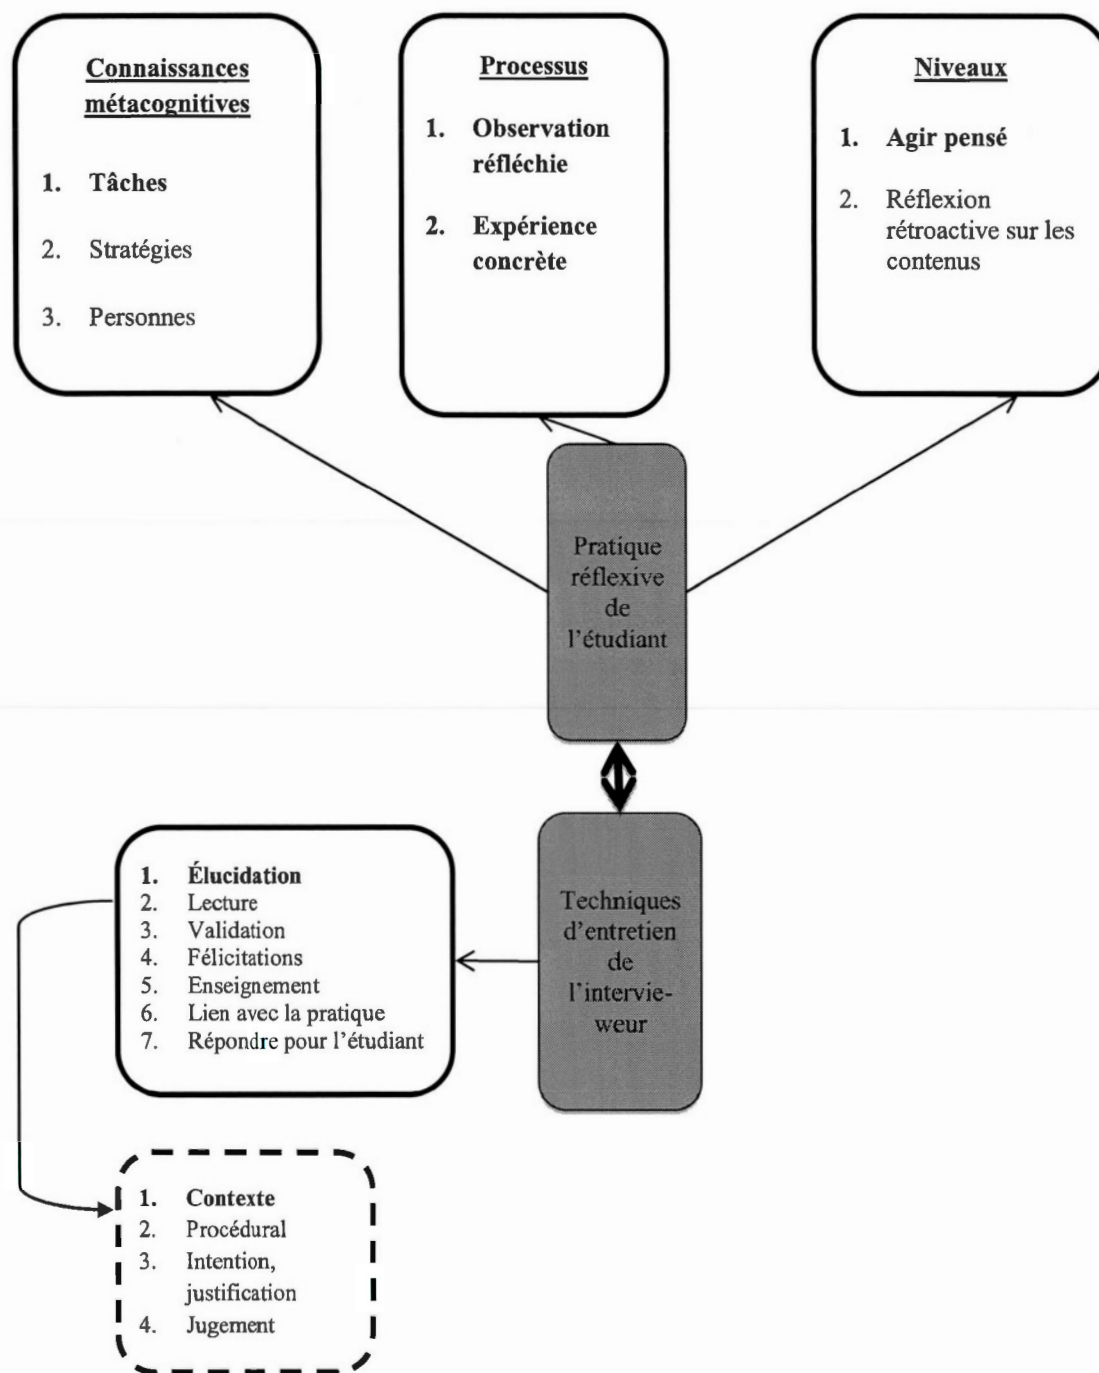 Connaissances
métacognitives
1. Tâches
2. Stratégies
3. Personnes
Processus
1. Observation
réfléchie
2. Expérience
concrète
Niveaux
1. Agir pensé
2. Réflexion
rétroactive sur les
contenus
Pratique
réflexive
de
l'étudiant
Techniques
d'entretien
de
l'intervie-
weur
1. Élucidation
2. Lecture
3. Validation
4. Félicitations
5. Enseignement
6. Lien avec la pratique
7. Répondre pour l'étudiant
1. Contexte
2. Procédural
3. Intention,
justification
4. Jugement